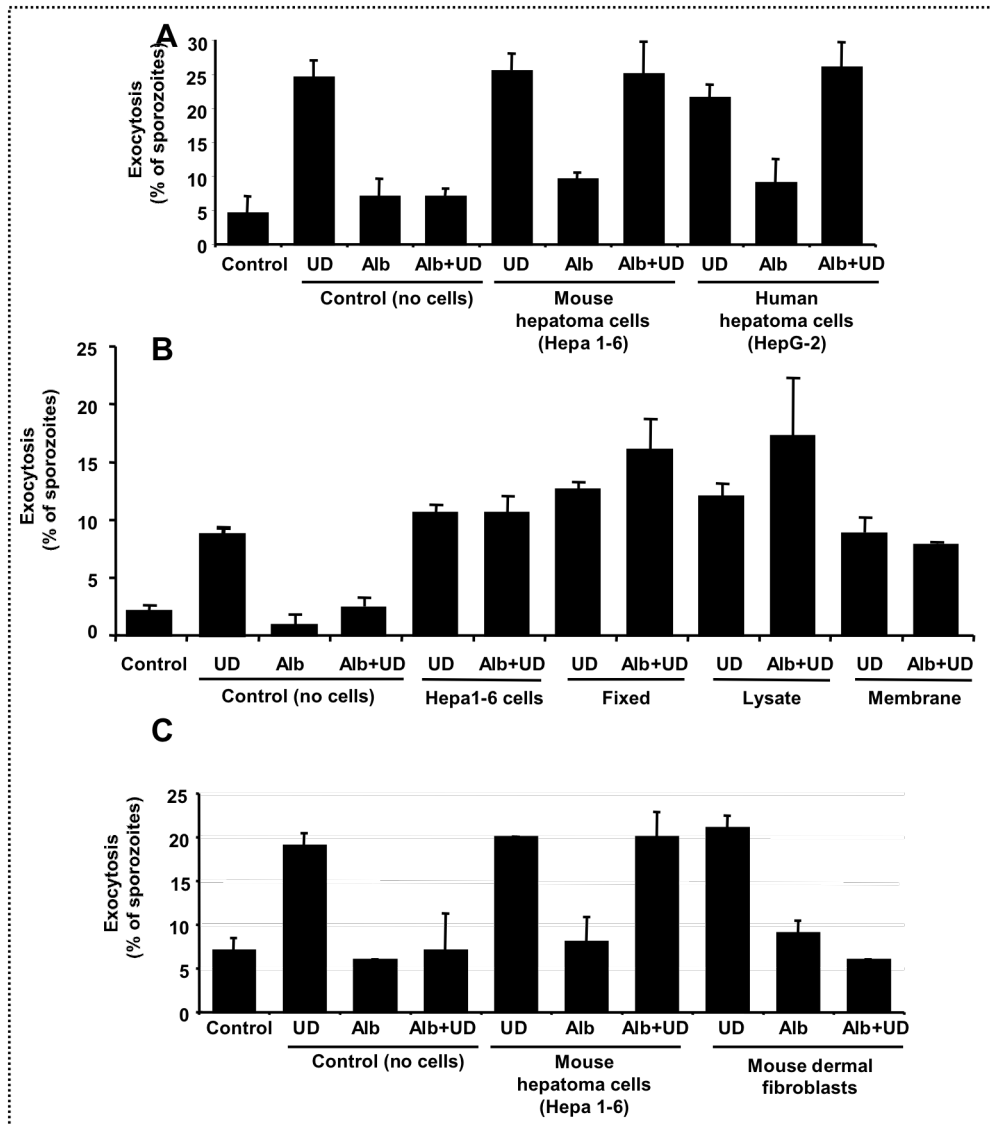 A
Exocytosis
(% of sporozoites)
30
25
20
15
10
5
0
Control UD Alb Alb+UD UD Alb Alb+UD UD Alb Alb+UD
Control (no cells)
Mouse
hepatoma cells
(Hepa 1-6)
Human
hepatoma cells
(HepG-2)
B
Exocytosis
(% of sporozoites)
25
20
15
10
5
0
Control UD Alb Alb+UD UD Alb+UD UD Alb+UD UD Alb+UD UD Alb+UD
Control (no cells) Hepa1-6 cells Fixed Lysate Membrane
C
Exocytosis
(% of sporozoites)
25
20
15
10
5
0
Control UD Alb Alb+UD UD Alb Alb+UD UD Alb Alb+UD
Control (no cells)
Mouse
hepatoma cells
(Hepa 1-6)
Mouse dermal
fibroblasts